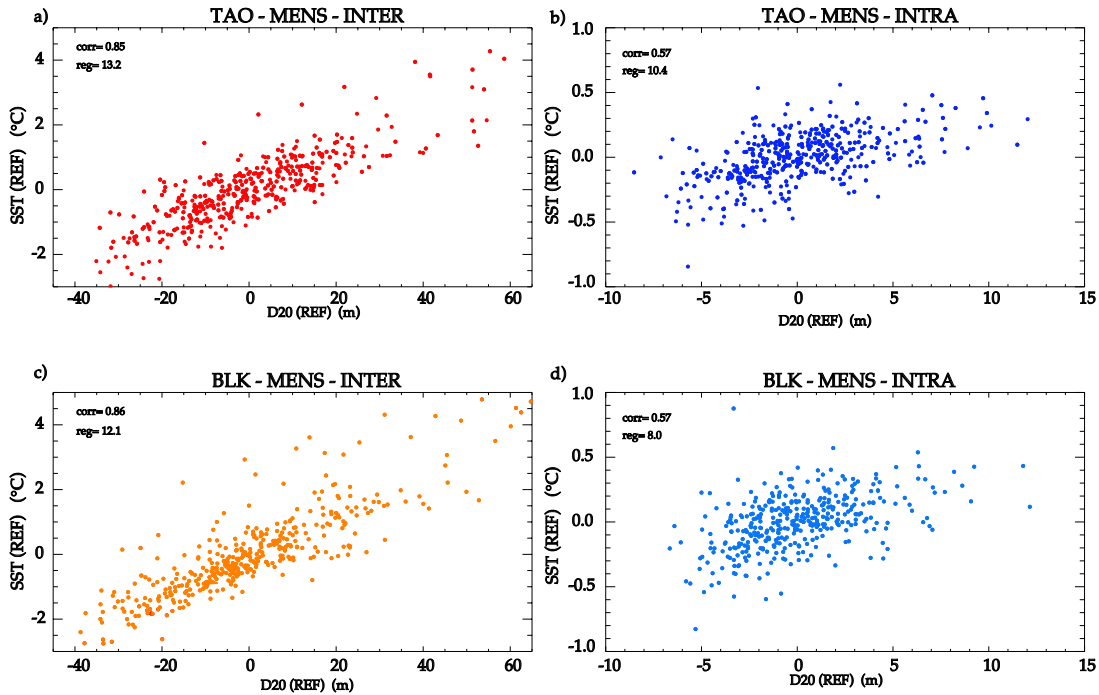 a)
TAO - MENS - INTER
corr= 0.85
reg= 13.2
SST (REF) (°C)
4
2
0
-2
-40
-20
0
20
40
60
D20 (REF) (m)
b)
TAO - MENS - INTRA
corr= 0.57
reg= 10.4
SST (REF) (°C)
1.0
0.5
0.0
-0.5
-1.0
-10
-5
0
5
10
15
D20 (REF) (m)
c)
BLK - MENS - INTER
corr= 0.86
reg= 12.1
SST (REF) (°C)
4
2
0
-2
-40
-20
0
20
40
60
D20 (REF) (m)
d)
BLK - MENS - INTRA
corr= 0.57
reg= 8.0
SST (REF) (°C)
1.0
0.5
0.0
-0.5
-1.0
-10
-5
0
5
10
15
D20 (REF) (m)